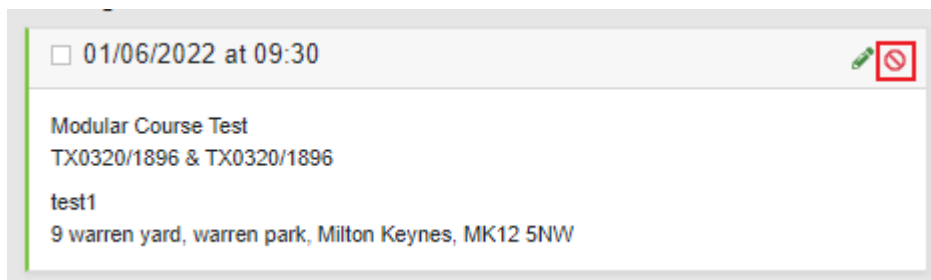 01/06/2022 at 09:30
Modular Course Test
TX0320/1896 & TX0320/1896
test1
9 warren yard, warren park, Milton Keynes, MK12 5NW